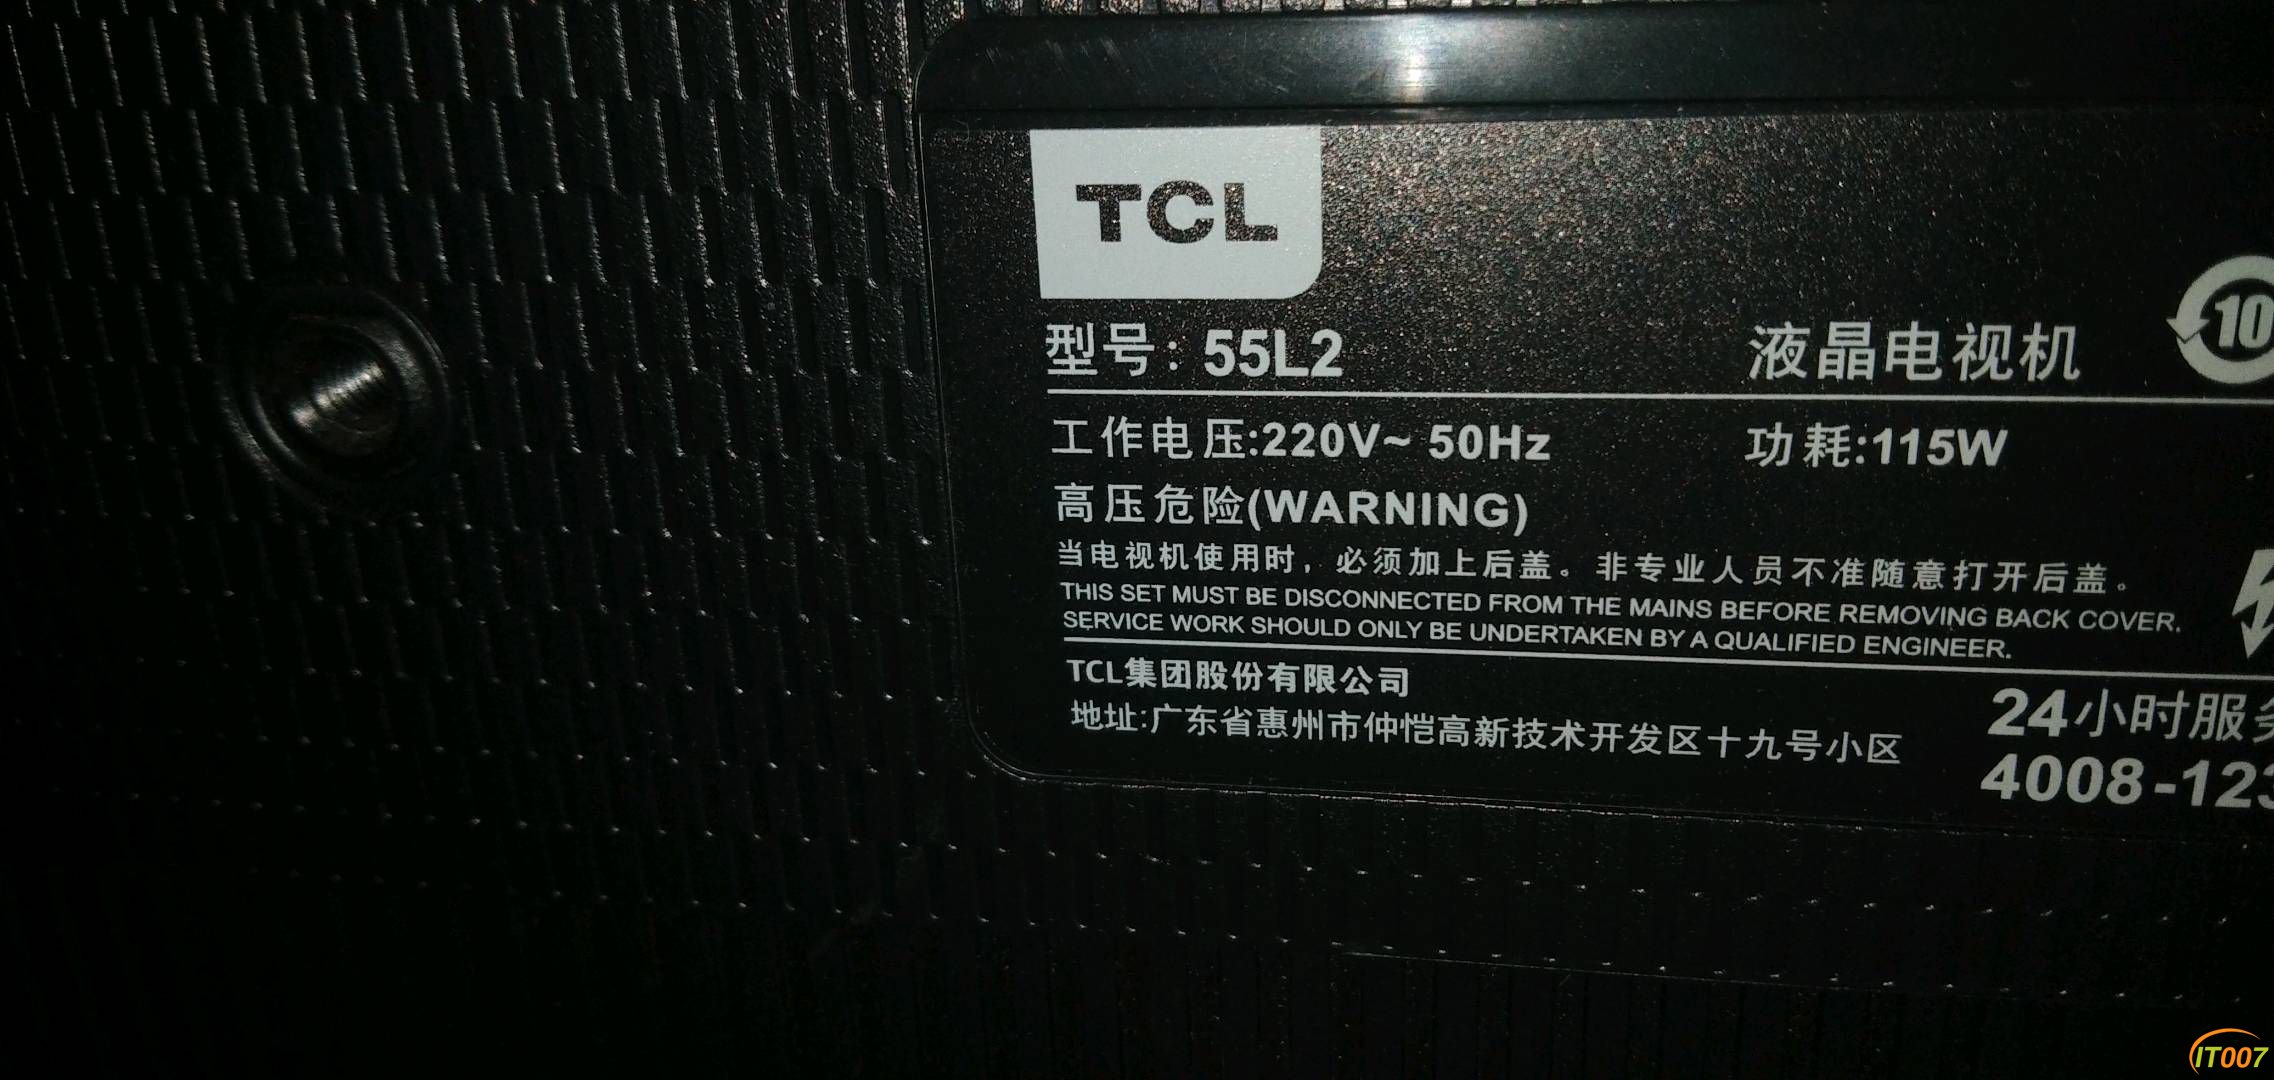 TCL
型号：55L2 液晶电视机 10
工作电压:220V~ 50Hz 功耗:115W
高压危险(WARNING)
当电视机使用时，必须加上后盖。非专业人员不准随意打开后盖。
THIS SET MUST BE DISCONNECTED FROM THE MAINS BEFORE REMOVING BACK COVER.
SERVICE WORK SHOULD ONLY BE UNDERTAKEN BY A QUALIFIED ENGINEER.
TCL集团股份有限公司
地址:广东省惠州市仲恺高新技术开发区十九号小区
24小时服
4008-12
IT007